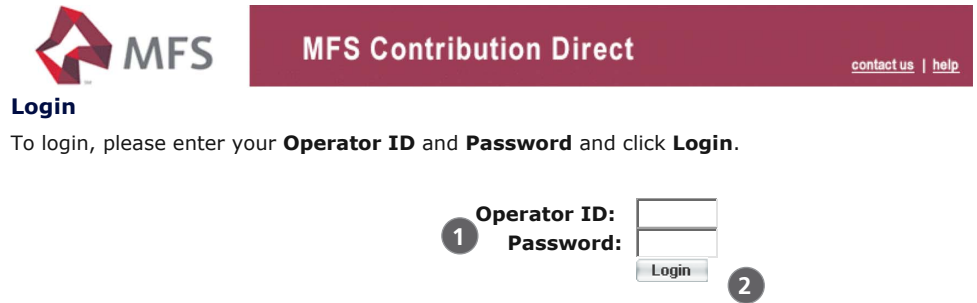 MFS
MFS Contribution Direct
contact us | help
Login
To login, please enter your Operator ID and Password and click Login.
Operator ID:
1
Password:
Login
2